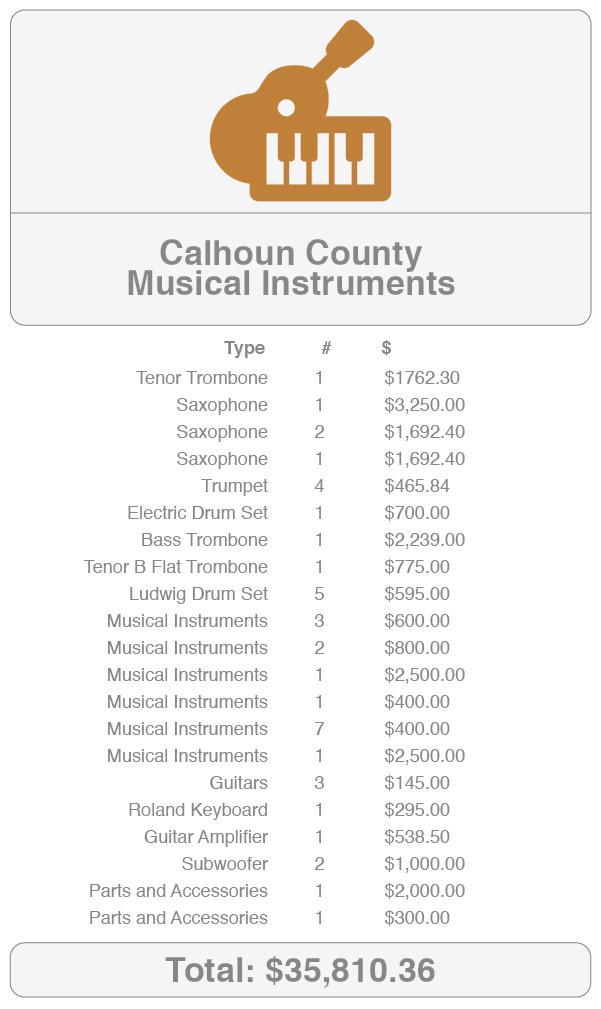 Calhoun County
Musical Instruments
Type # $
Tenor Trombone 1 $1762.30
Saxophone 1 $3,250.00
Saxophone 2 $1,692.40
Saxophone 1 $1,692.40
Trumpet 4 $465.84
Electric Drum Set 1 $700.00
Bass Trombone 1 $2,239.00
Tenor B Flat Trombone 1 $775.00
Ludwig Drum Set 5 $595.00
Musical Instruments 3 $600.00
Musical Instruments 2 $800.00
Musical Instruments 1 $2,500.00
Musical Instruments 1 $400.00
Musical Instruments 7 $400.00
Musical Instruments 1 $2,500.00
Guitars 3 $145.00
Roland Keyboard 1 $295.00
Guitar Amplifier 1 $538.50
Subwoofer 2 $1,000.00
Parts and Accessories 1 $2,000.00
Parts and Accessories 1 $300.00
Total: $35,810.36